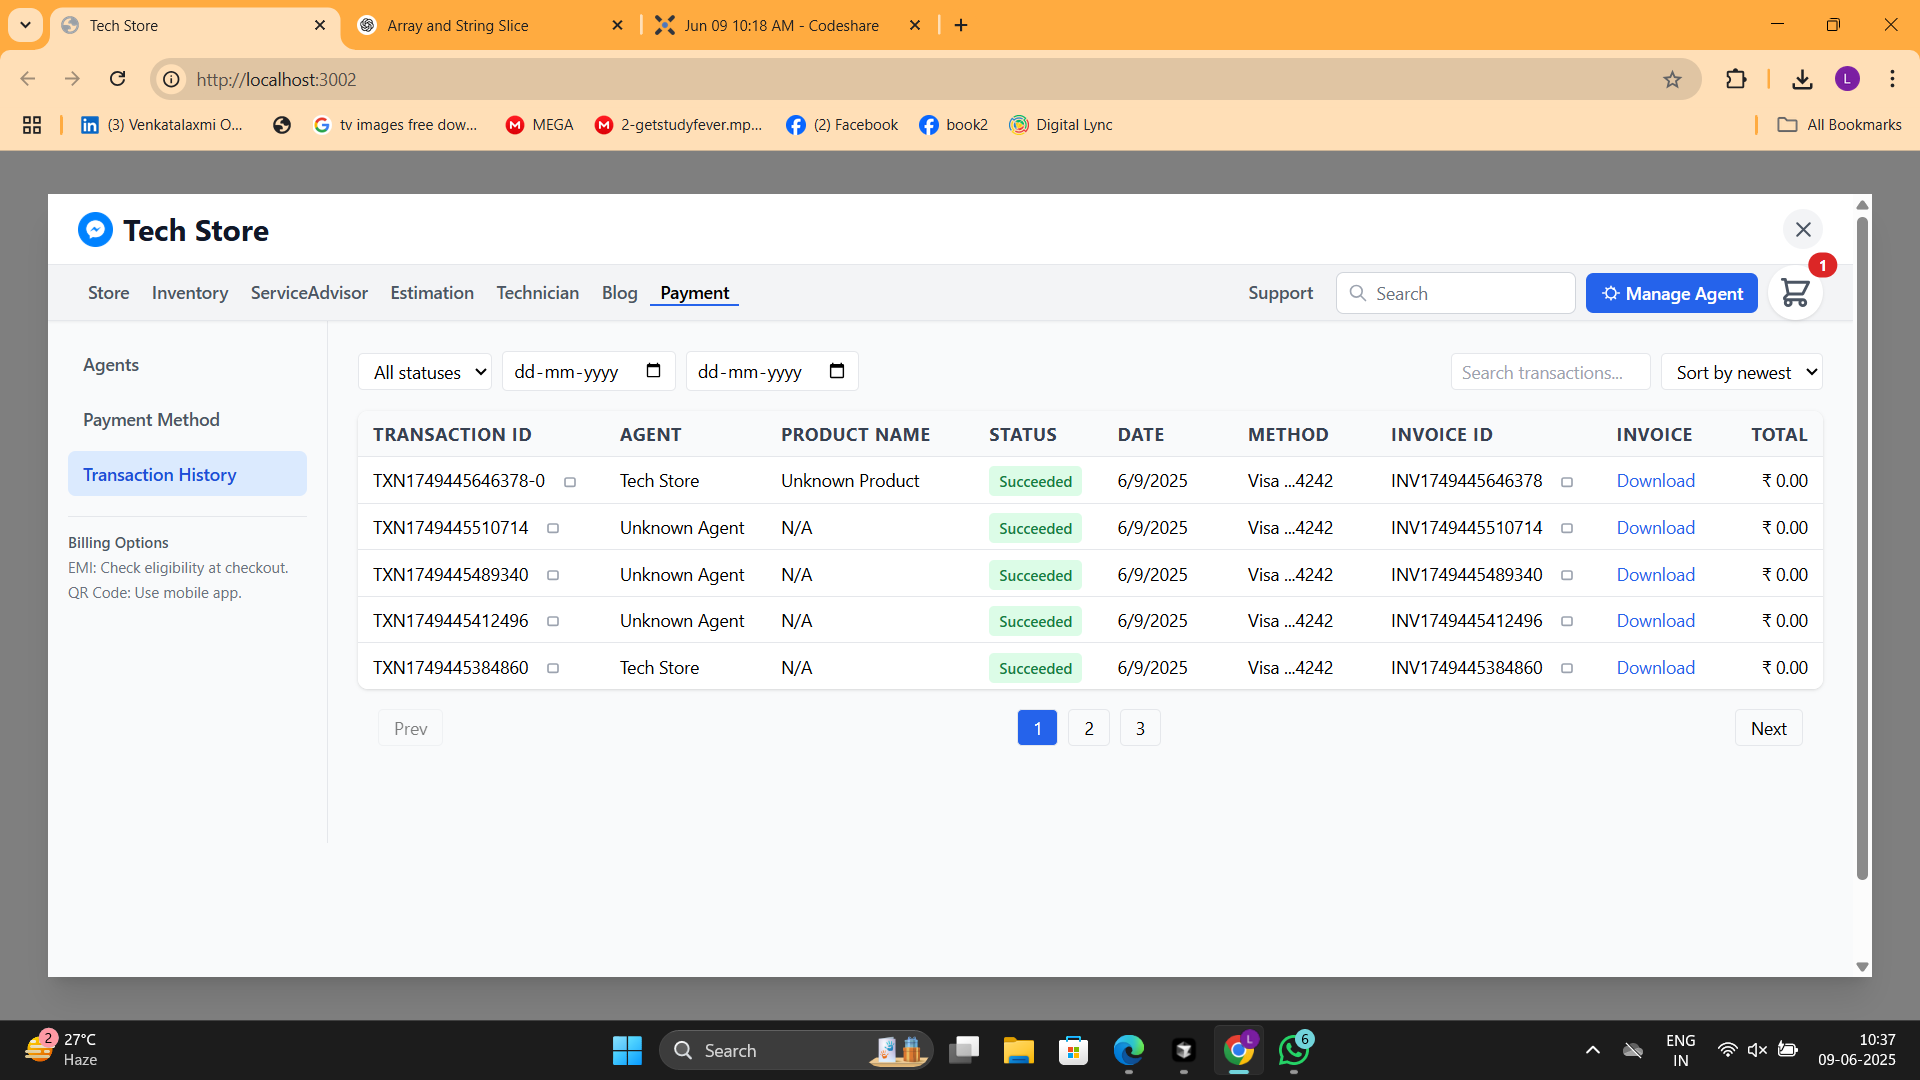 Tech Store
Array and String Slice
Jun 09 10:18 AM - Codeshare
http://localhost:3002
L
(3) Venkatalaxmi O...
tv images free dow...
MEGA
2-getstudyfever.mp...
(2) Facebook
book2
Digital Lync
All Bookmarks
Tech Store
1
Store Inventory ServiceAdvisor Estimation Technician Blog Payment Support Search Manage Agent
Agents
Payment Method
Transaction History
Billing Options
EMI: Check eligibility at checkout.
QR Code: Use mobile app.
All statuses dd-mm-yyyy dd-mm-yyyy Search transactions... Sort by newest
TRANSACTION ID AGENT PRODUCT NAME STATUS DATE METHOD INVOICE ID INVOICE TOTAL
TXN1749445646378-0 Tech Store Unknown Product Succeeded 6/9/2025 Visa ...4242 INV1749445646378 Download ₹ 0.00
TXN1749445510714 Unknown Agent N/A Succeeded 6/9/2025 Visa ...4242 INV1749445510714 Download ₹ 0.00
TXN1749445489340 Unknown Agent N/A Succeeded 6/9/2025 Visa ...4242 INV1749445489340 Download ₹ 0.00
TXN1749445412496 Unknown Agent N/A Succeeded 6/9/2025 Visa ...4242 INV1749445412496 Download ₹ 0.00
TXN1749445384860 Tech Store N/A Succeeded 6/9/2025 Visa ...4242 INV1749445384860 Download ₹ 0.00
Prev 1 2 3 Next
2
27°C
Haze
Search
L
6
ENG
IN
10:37
09-06-2025